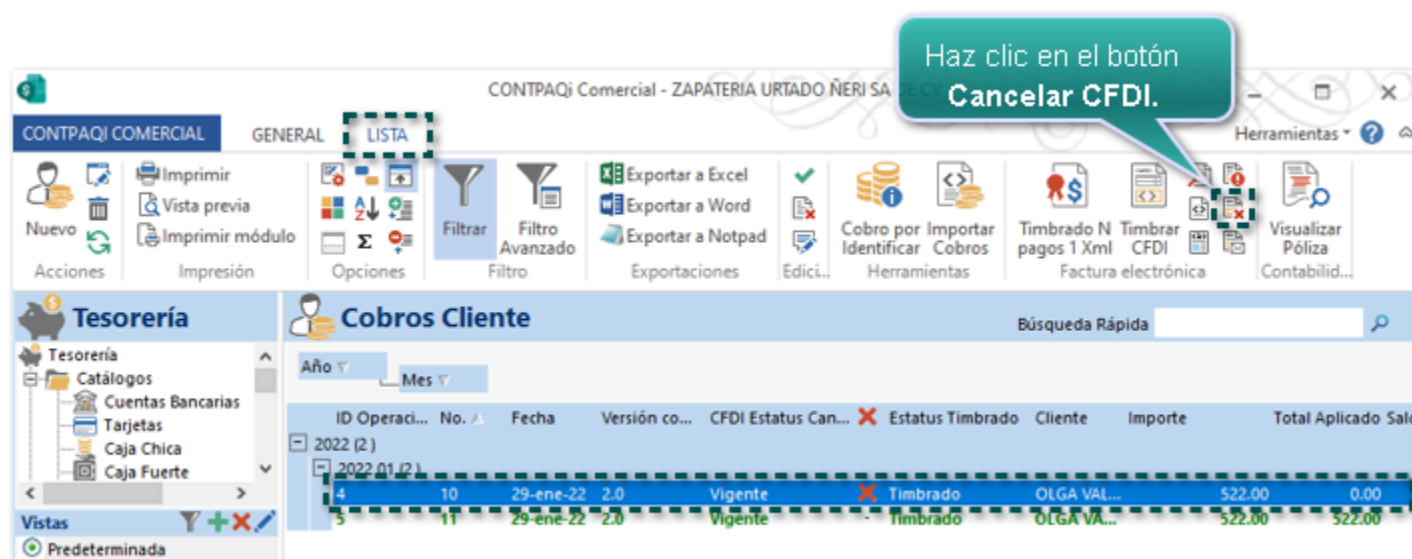 Haz clic en el botón
Cancelar CFDI.
CONTPAQi Comercial - ZAPATERIA URTADO ÑERI SA DE CV
CONTPAQI COMERCIAL GENERAL LISTA Herramientas
Nuevo
Imprimir
Vista previa
Imprimir módulo
Filtrar
Filtro
Avanzado
Exportar a Excel
Exportar a Word
Exportar a Notpad
Cobro por
Identificar
Importar
Cobros
Timbrado N
pagos 1 Xml
Timbrar
CFDI
Visualizar
Póliza
Acciones Impresión Opciones Filtro Exportaciones Edici... Herramientas Factura electrónica Contabilid...
Tesorería
Cobros Cliente
Búsqueda Rápida
Tesorería
Catálogos
Cuentas Bancarias
Tarjetas
Caja Chica
Caja Fuerte
Vistas
Predeterminada
Año
Mes
ID Operaci... No. Fecha Versión co... CFDI Estatus Can... Estatus Timbrado Cliente Importe Total Aplicado Sald
2022 (2 )
2022 01 (2 )
4 10 29-ene-22 2.0 Vigente Timbrado OLGA VAL... 522.00 0.00
5 11 29-ene-22 2.0 Vigente - Timbrado OLGA VA... 522.00 522.00